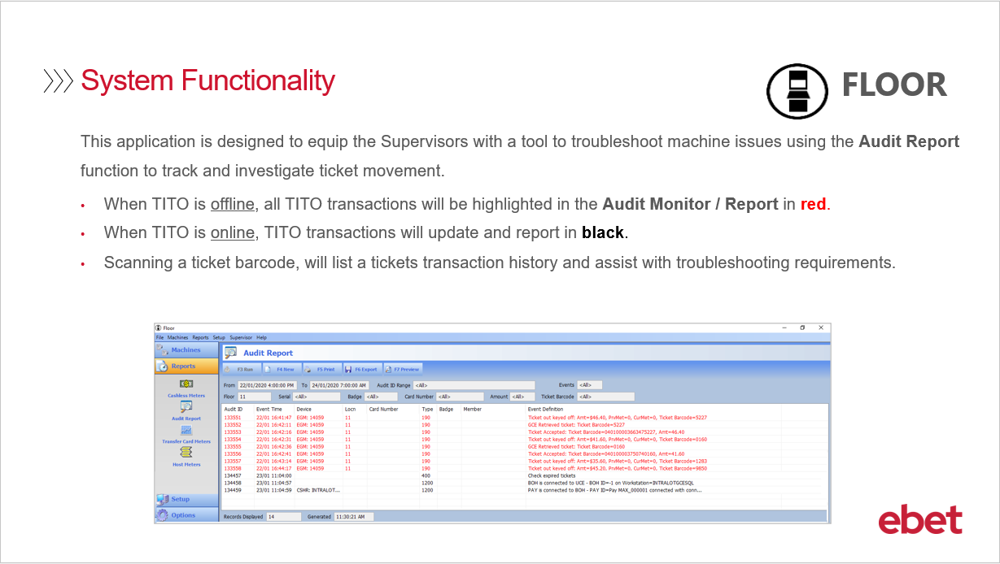 System Functionality
FLOOR
This application is designed to equip the Supervisors with a tool to troubleshoot machine issues using the Audit Report
function to track and investigate ticket movement.
• When TITO is offline, all TITO transactions will be highlighted in the Audit Monitor / Report in red.
• When TITO is online, TITO transactions will update and report in black.
• Scanning a ticket barcode, will list a tickets transaction history and assist with troubleshooting requirements.
Floor
File Machines Reports Setup Supervisor Help
Machines
Audit Report
Reports
F3 Run F4 New F5 Print F6 Export F7 Preview
From 22/01/2020 4:00:00 PM To 24/01/2020 7:00:00 AM Audit ID Range <All> Events <All>
Floor 11 Serial <All> Badge <All> Card Number <All> Amount <All> Ticket Barcode <All>
Cashless Meters
Audit Report
Transfer Card Meters
Host Meters
Setup
Options
Audit ID Event Time Device Locn Card Number Type Badge Member Event Definition
133551 22/01 16:41:47 EGM: 14059 11 190 Ticket out keyed off: Amt=$46.40, PrvMet=0, CurMet=0, Ticket Barcode=5227
133552 22/01 16:42:11 EGM: 14059 11 190 GCE Retrieved ticket: Ticket Barcode=5227
133553 22/01 16:42:16 EGM: 14059 11 190 Ticket Accepted: Ticket Barcode=040100003663475227, Amt=46.40
133554 22/01 16:42:31 EGM: 14059 11 190 Ticket out keyed off: Amt=$41.60, PrvMet=0, CurMet=0, Ticket Barcode=0160
133555 22/01 16:42:36 EGM: 14059 11 190 GCE Retrieved ticket: Ticket Barcode=0160
133556 22/01 16:42:41 EGM: 14059 11 190 Ticket Accepted: Ticket Barcode=040100003750740160, Amt=41.60
133557 22/01 16:43:14 EGM: 14059 11 190 Ticket out keyed off: Amt=$35.60, PrvMet=0, CurMet=0, Ticket Barcode=1283
133558 22/01 16:44:17 EGM: 14059 11 190 Ticket out keyed off: Amt=$45.20, PrvMet=0, CurMet=0, Ticket Barcode=9850
134457 23/01 11:04:00 400 Check expired tickets
134458 23/01 11:04:57 1200 BOH is connected to UCE - BOH ID=-1 on Workstation=INTRALOTGCESQL
134459 23/01 11:04:59 CSHR: INTRALOT... 1200 PAY is connected to BOH - PAY ID=Pay MAX_000001 connected with conn...
Records Displayed 14 Generated 11:30:21 AM
ebet